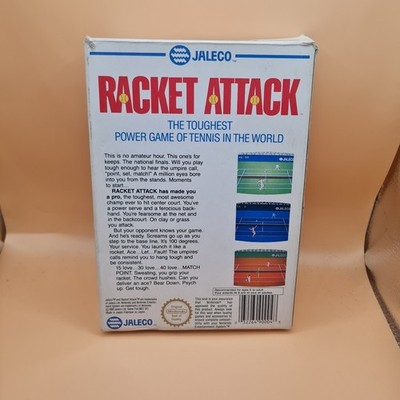 JALECO™
RACKET ATTACK™
THE TOUGHEST
POWER GAME OF TENNIS IN THE WORLD
This is no amateur hour. This one's for
keeps. The national finals. Will you play
tough enough to hear the umpire call,
"point, set, match!" A million eyes bore
into you from the stands. Moments
to start...
RACKET ATTACK has made you
a pro, the toughest, most awesome
champ ever to hit center court. You've
a power serve and a ferocious back-
hand. You're fearsome at the net and
in the backcourt. On clay or grass
you attack.
But your opponent knows your game.
And he's ready. Screams go up as you
step to the base line. It's 100 degrees.
Your service. You launch it like a
rocket. Ace... Let...Fault! The umpires'
calls remind you to hang tough and
be consistent.
15 love...30 love...40 love...MATCH
POINT. Sweating, you grip your
racket. The crowd hushes. Can you
deliver an ace? Bear Down. Psych
up. Get tough.
JALECO
Nintendo
JALECO™